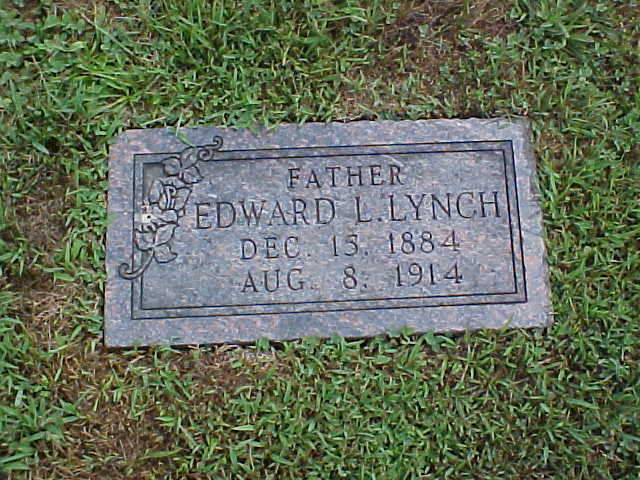 FATHER
EDWARD L. LYNCH
DEC. 13. 1884
AUG. 8. 1914